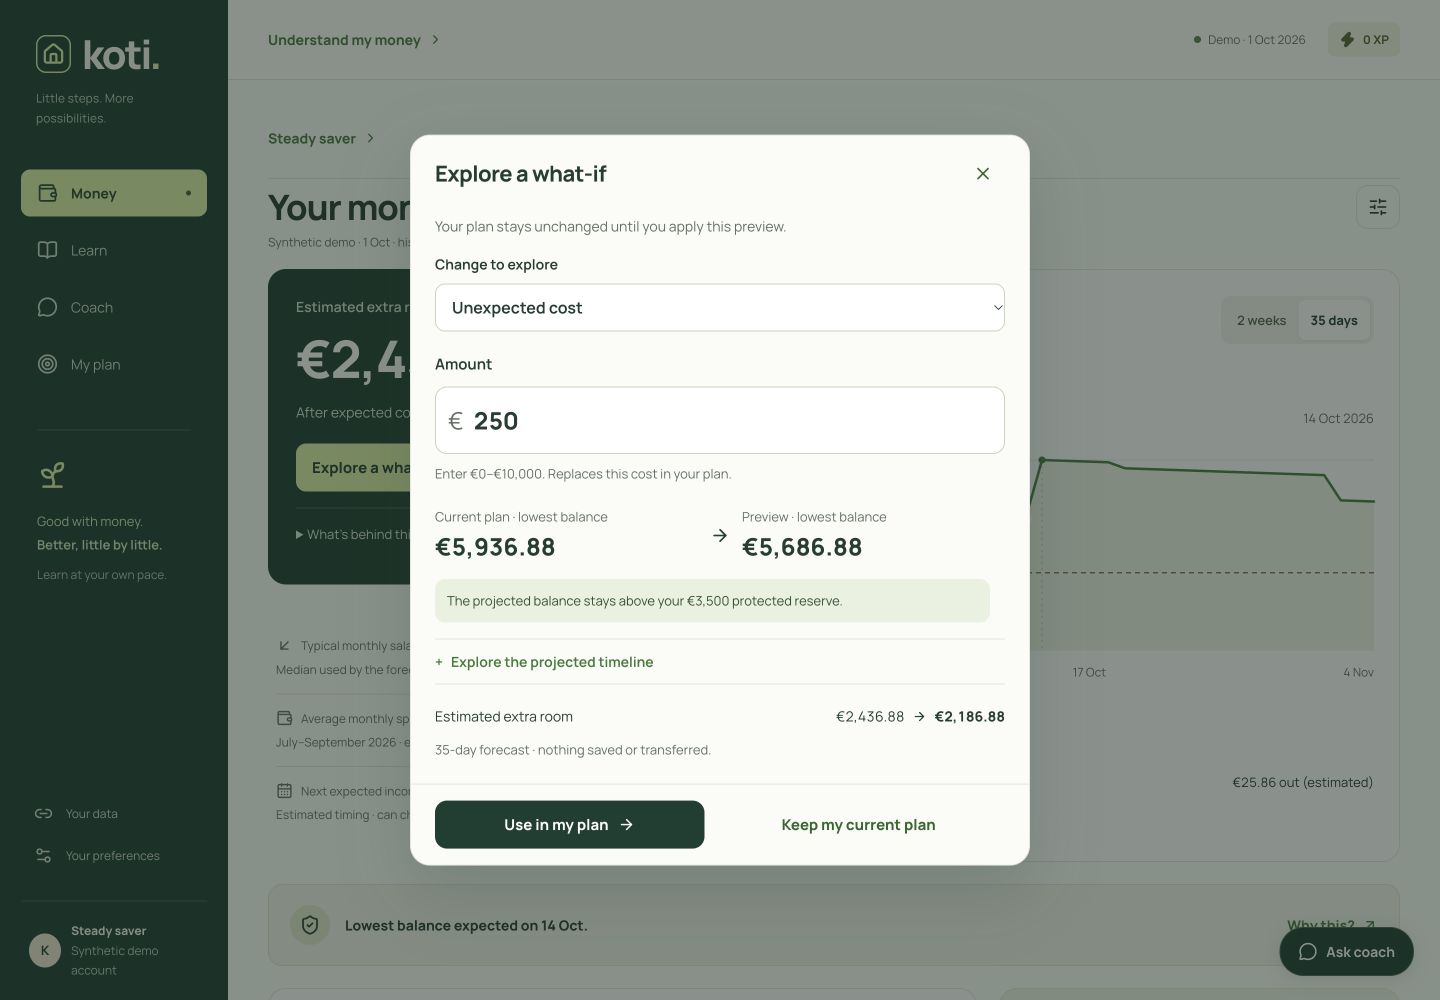 koti.
Little steps. More
possibilities.
Money
Learn
Coach
My plan
Good with money.
Better, little by little.
Learn at your own pace.
Your data
Your preferences
K
Steady saver
Synthetic demo
account
Understand my money
Demo · 1 Oct 2026
0 XP
Steady saver
Your mor
Synthetic demo · 1 Oct · his
Estimated extra r
€2,4
After expected co
Explore a wha
What's behind thi
Typical monthly sala
Median used by the fore
Average monthly sp
July–September 2026 · e
Next expected incor
Estimated timing · can ch
2 weeks
35 days
14 Oct 2026
17 Oct
4 Nov
€25.86 out (estimated)
Lowest balance expected on 14 Oct.
Why this?
Ask coach
Explore a what-if
Your plan stays unchanged until you apply this preview.
Change to explore
Unexpected cost
Amount
€ 250
Enter €0–€10,000. Replaces this cost in your plan.
Current plan · lowest balance
€5,936.88
Preview · lowest balance
€5,686.88
The projected balance stays above your €3,500 protected reserve.
+ Explore the projected timeline
Estimated extra room
€2,436.88 → €2,186.88
35-day forecast · nothing saved or transferred.
Use in my plan →
Keep my current plan